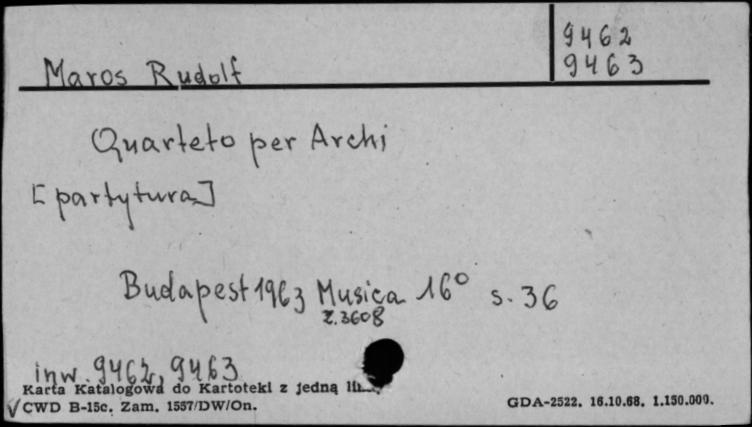 9462
Maros Rudolf 9463
Quarteto per Archi
[partytura]
Budapest 1963 Musica 16° s. 36
Z.3608
inw. 9462, 9463
Karta Katalogowa do Kartoteki z jedną
√ CWD B-15c. Zam. 1557/DW/On. GDA-2522. 16.10.68. 1.150.000.